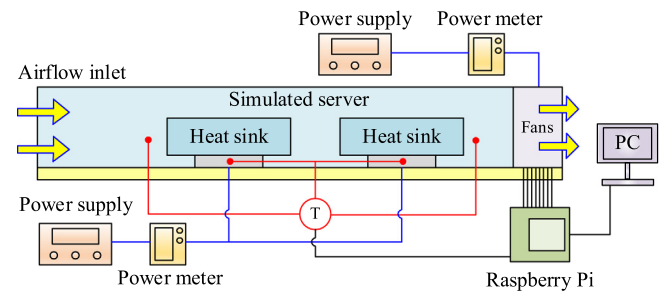 Power supply
Power meter
Airflow inlet
Simulated server
Heat sink
Heat sink
Fans
PC
T
Power supply
Power meter
Raspberry Pi